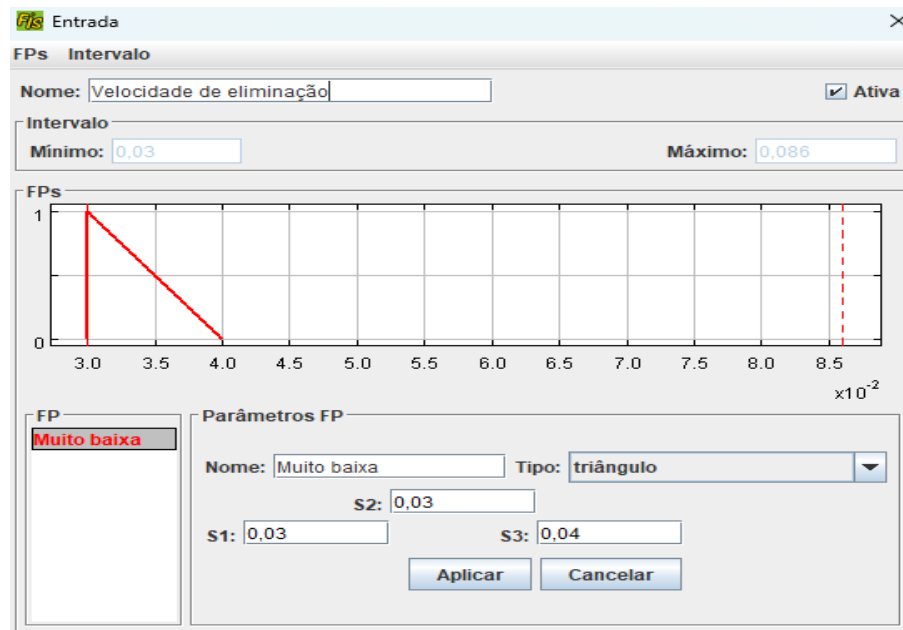 Fis Entrada
FPs Intervalo
Nome: Velocidade de eliminação
Ativa
Intervalo
Mínimo: 0,03
Máximo: 0,086
FPs
1
0
3.0 3.5 4.0 4.5 5.0 5.5 6.0 6.5 7.0 7.5 8.0 8.5
x10-2
FP
Muito baixa
Parâmetros FP
Nome: Muito baixa
Tipo: triângulo
S2: 0,03
S1: 0,03
S3: 0,04
Aplicar
Cancelar